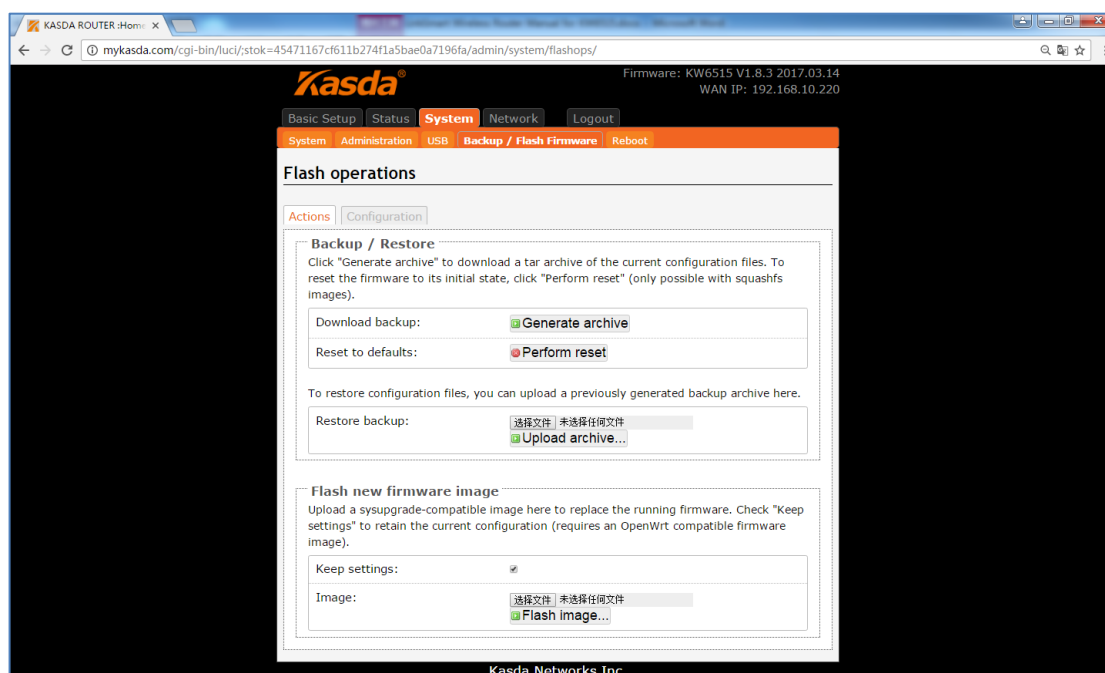 KASDA ROUTER :Home
mykasda.com/cgi-bin/luci/;stok=45471167cf611b274f1a5bae0a7196fa/admin/system/flashops/
Kasda®
Firmware: KW6515 V1.8.3 2017.03.14
WAN IP: 192.168.10.220
Basic Setup Status System Network Logout
System Administration USB Backup / Flash Firmware Reboot
Flash operations
Actions Configuration
Backup / Restore
Click "Generate archive" to download a tar archive of the current configuration files. To
reset the firmware to its initial state, click "Perform reset" (only possible with squashfs
images).
Download backup: Generate archive
Reset to defaults: Perform reset
To restore configuration files, you can upload a previously generated backup archive here.
Restore backup: 选择文件 未选择任何文件
Upload archive...
Flash new firmware image
Upload a sysupgrade-compatible image here to replace the running firmware. Check "Keep
settings" to retain the current configuration (requires an OpenWrt compatible firmware
image).
Keep settings:
Image: 选择文件 未选择任何文件
Flash image...
Kasda Networks Inc